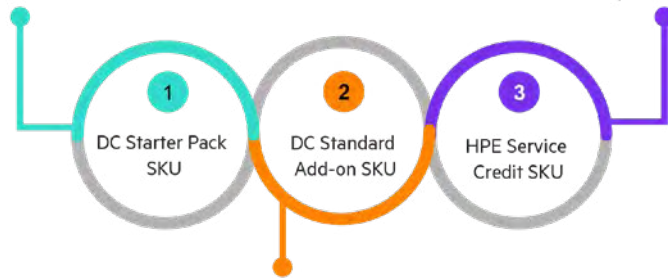 1
DC Starter Pack
SKU
2
DC Standard
Add-on SKU
3
HPE Service
Credit SKU